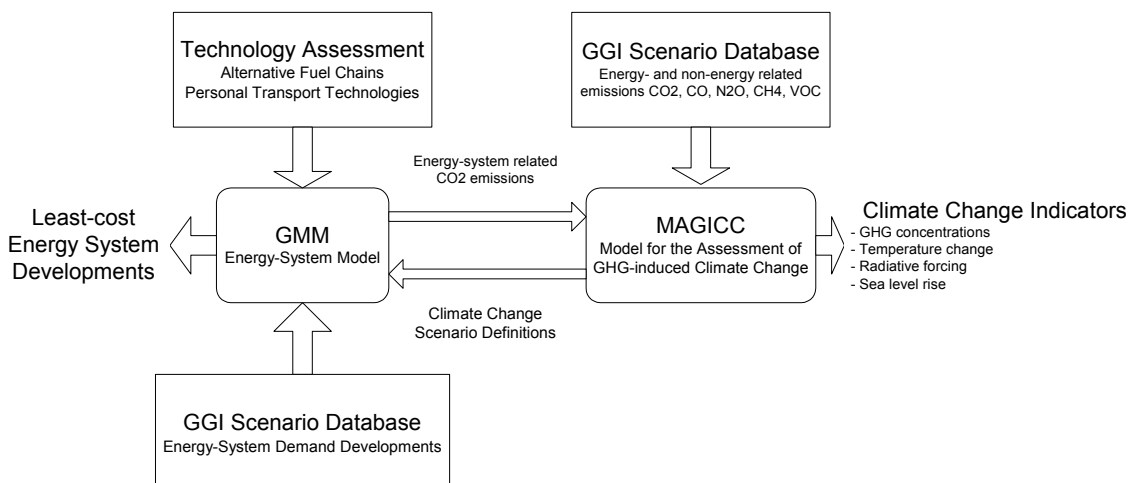 Technology Assessment
Alternative Fuel Chains
Personal Transport Technologies
GGI Scenario Database
Energy- and non-energy related
emissions CO2, CO, N2O, CH4, VOC
Energy-system related
CO2 emissions
Least-cost
Energy System
Developments
GMM
Energy-System Model
MAGICC
Model for the Assessment of
GHG-induced Climate Change
Climate Change Indicators
- GHG concentrations
- Temperature change
- Radiative forcing
- Sea level rise
Climate Change
Scenario Definitions
GGI Scenario Database
Energy-System Demand Developments